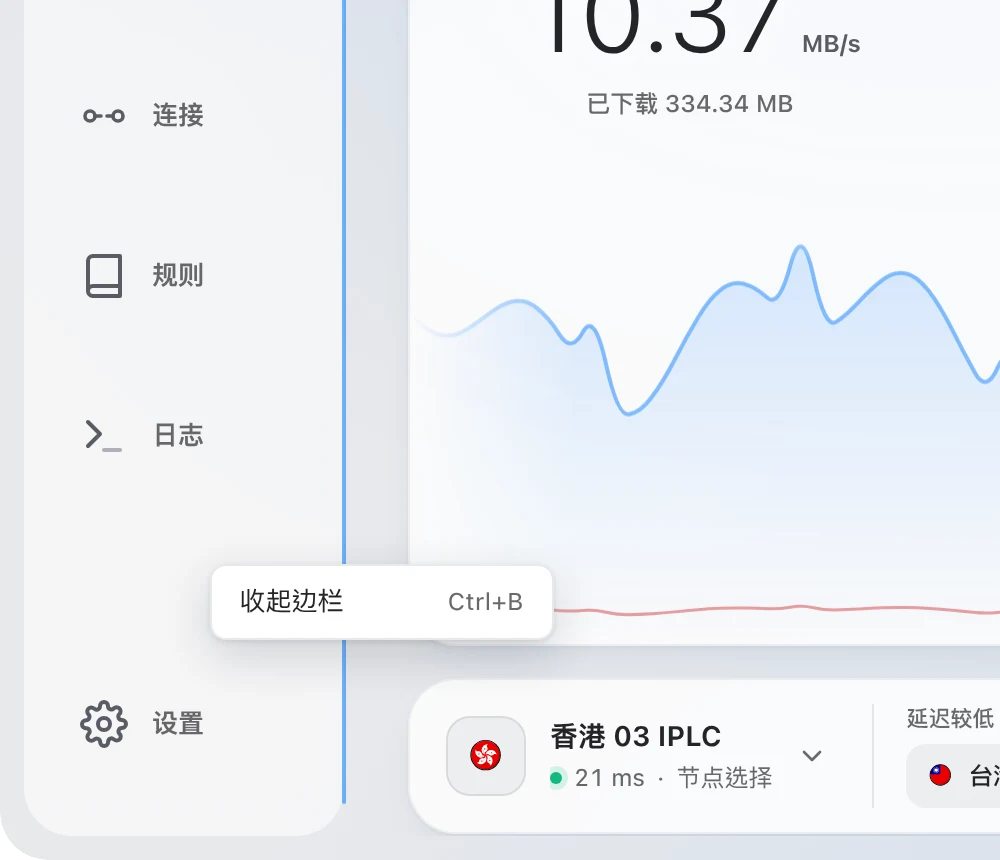 10.37 MB/s
已下载 334.34 MB
连接
规则
日志
收起边栏 Ctrl+B
设置
香港 03 IPLC
21 ms · 节点选择
延迟较低
台